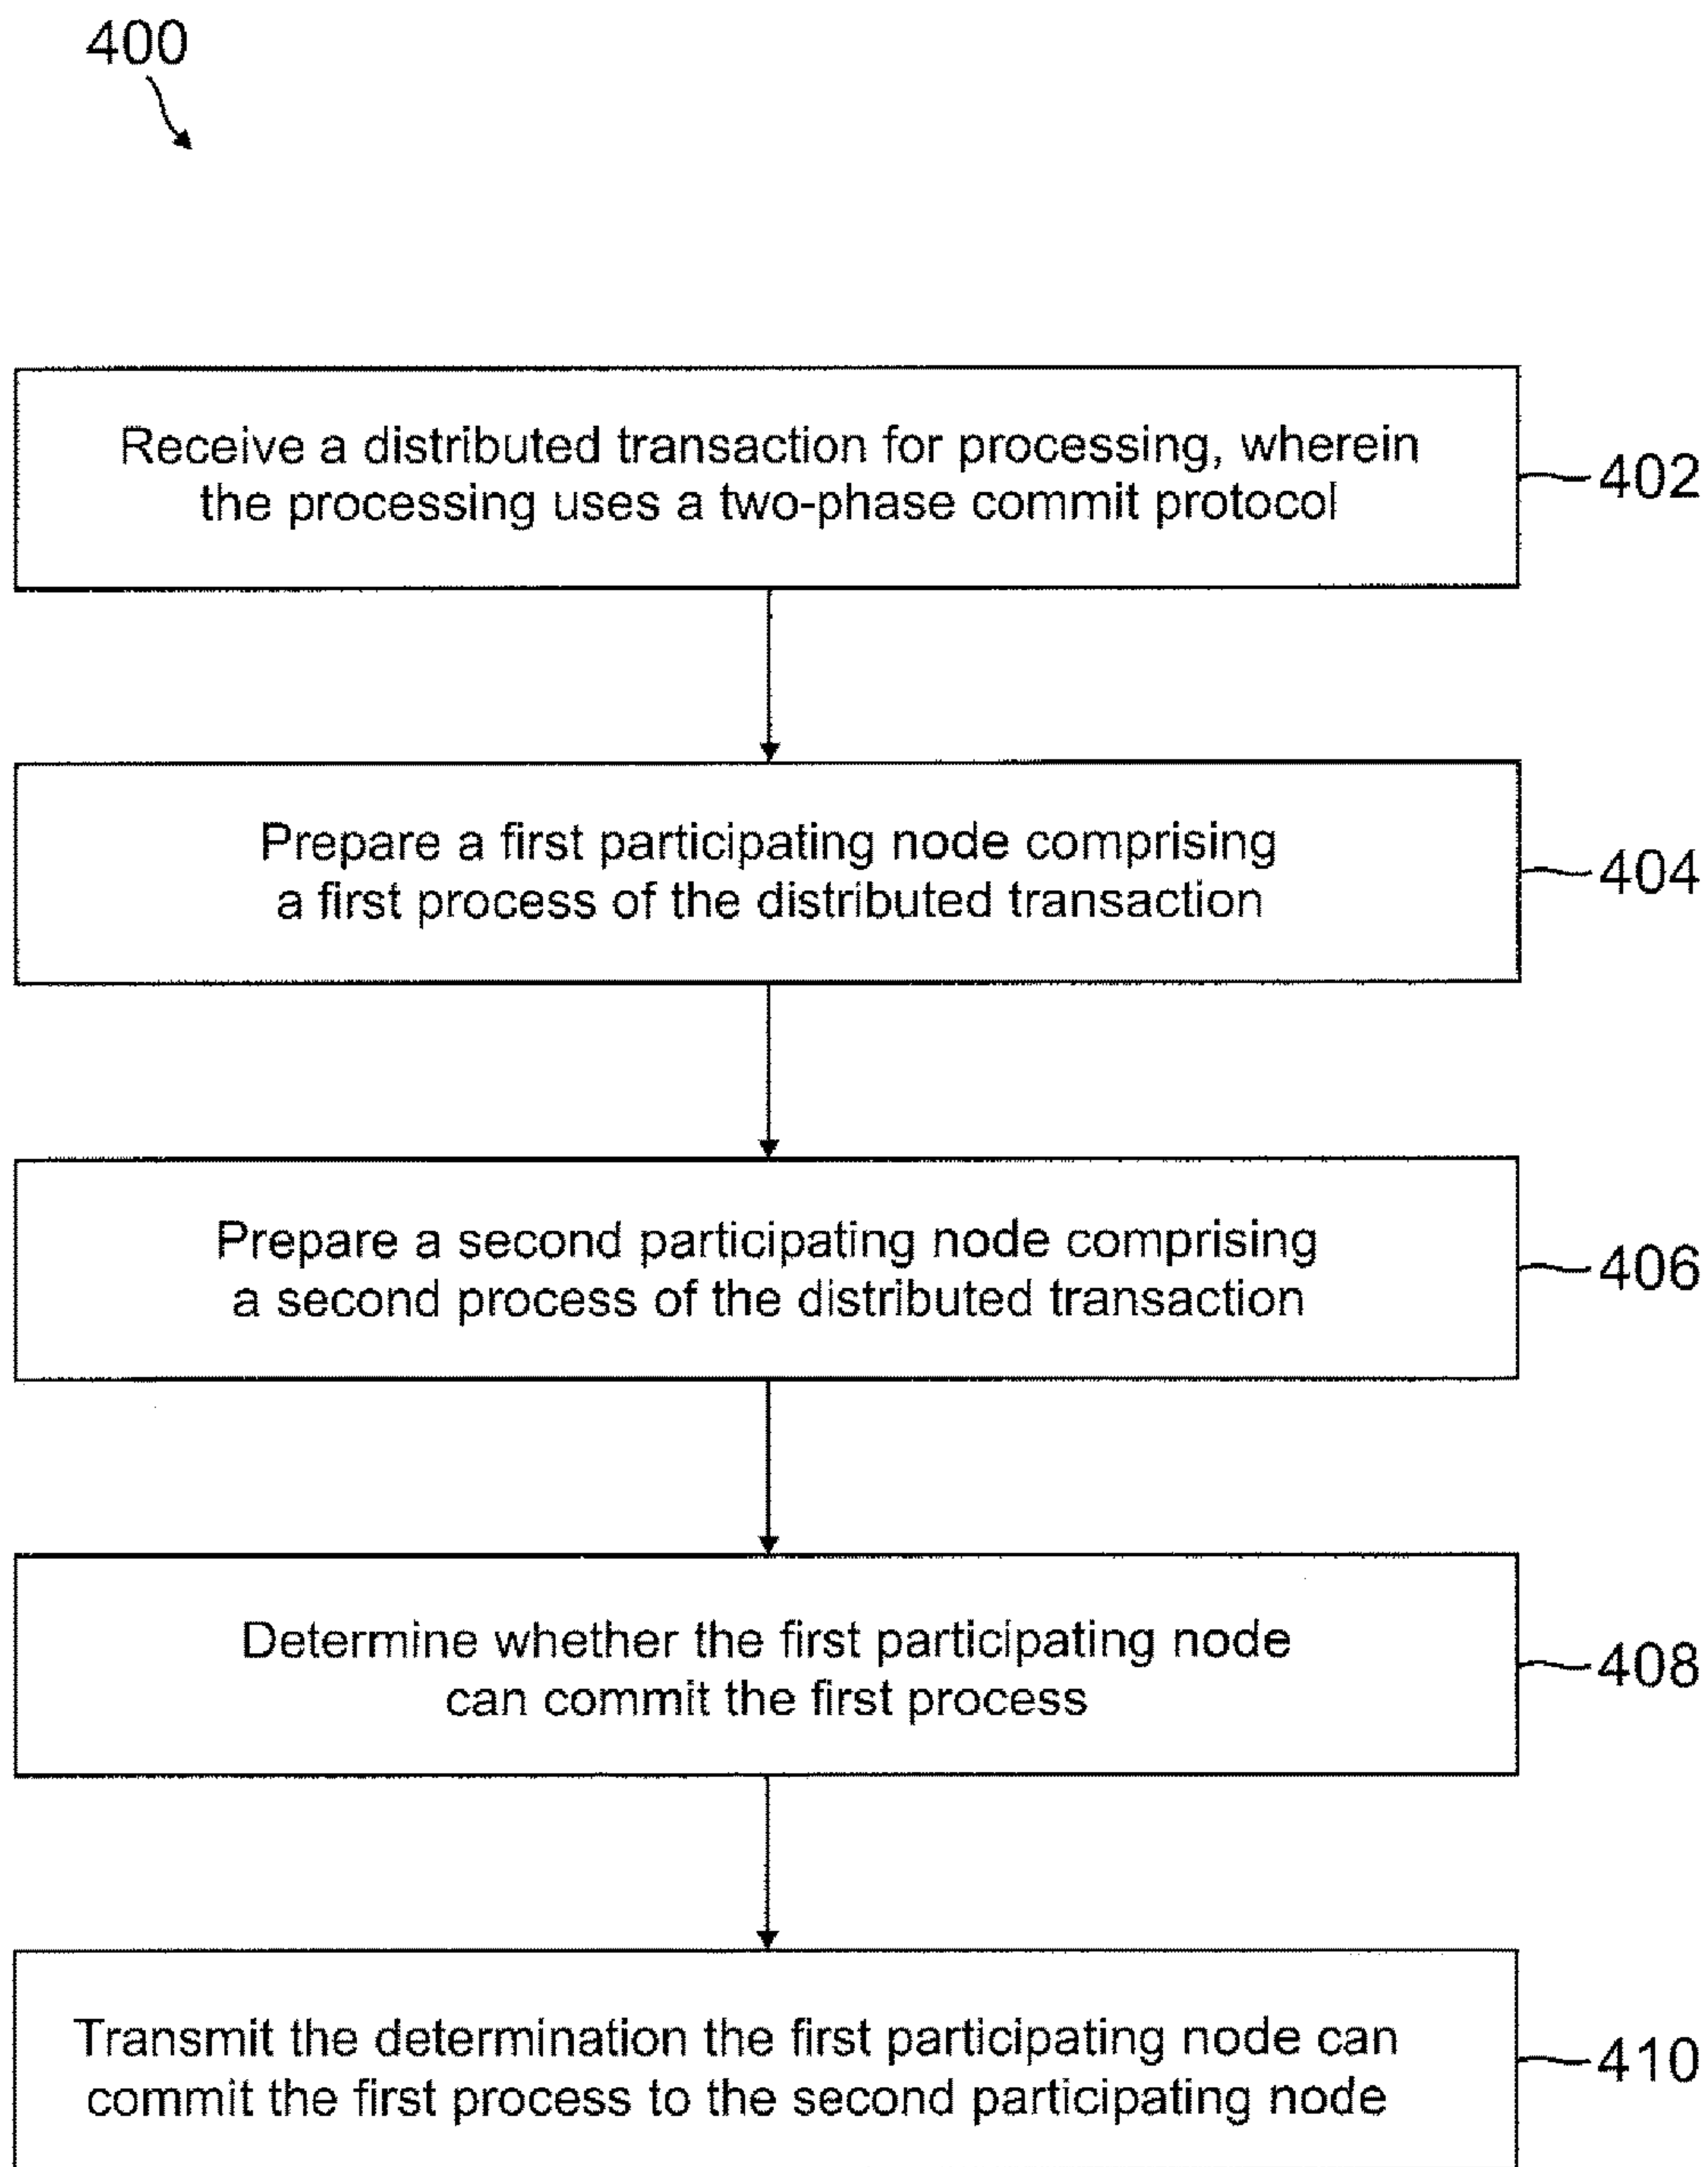 400
Receive a distributed transaction for processing, wherein
the processing uses a two-phase commit protocol
402
Prepare a first participating node comprising
a first process of the distributed transaction
404
Prepare a second participating node comprising
a second process of the distributed transaction
406
Determine whether the first participating node
can commit the first process
408
Transmit the determination the first participating node can
commit the first process to the second participating node
410